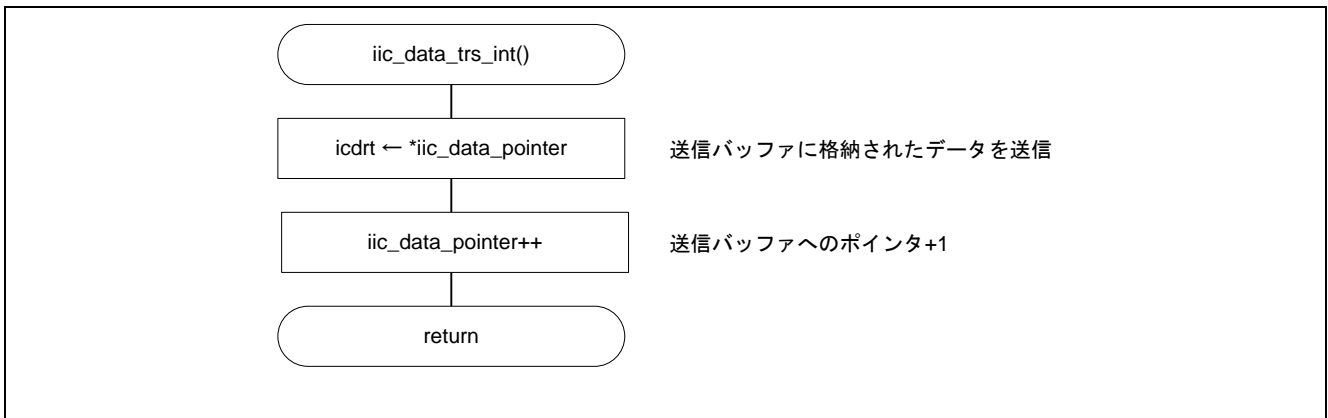 iic_data_trs_int()
icdrt ← *iic_data_pointer
送信バッファに格納されたデータを送信
iic_data_pointer++
送信バッファへのポインタ+1
return